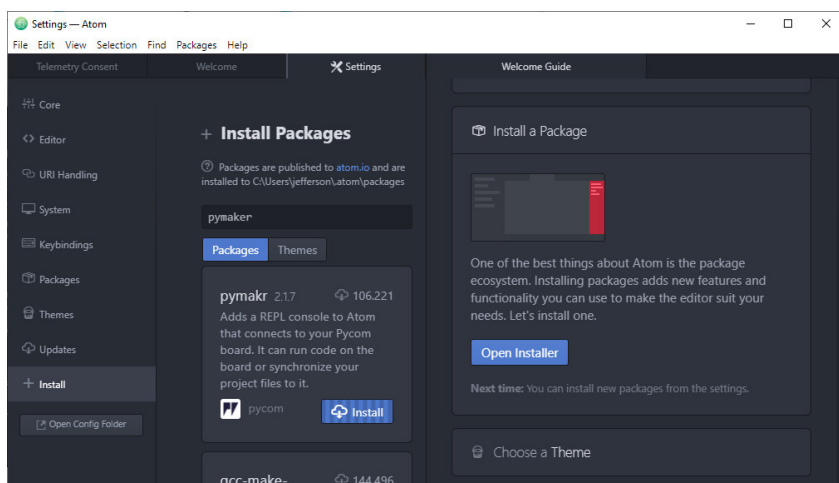 Settings — Atom
File Edit View Selection Find Packages Help
Telemetry Consent
Welcome
Settings
Welcome Guide
Core
Editor
URI Handling
System
Keybindings
Packages
Themes
Updates
Install
Open Config Folder
+ Install Packages
Packages are published to atom.io and are
installed to C:\Users\jefferson\.atom\packages
pymaker
Packages Themes
pymakr 2.1.7 106.221
Adds a REPL console to Atom
that connects to your Pycom
board. It can run code on the
board or synchronize your
project files to it.
pycom
Install
gcc-make- 144.496
Install a Package
One of the best things about Atom is the package
ecosystem. Installing packages adds new features and
functionality you can use to make the editor suit your
needs. Let's install one.
Open Installer
Next time: You can install new packages from the settings.
Choose a Theme